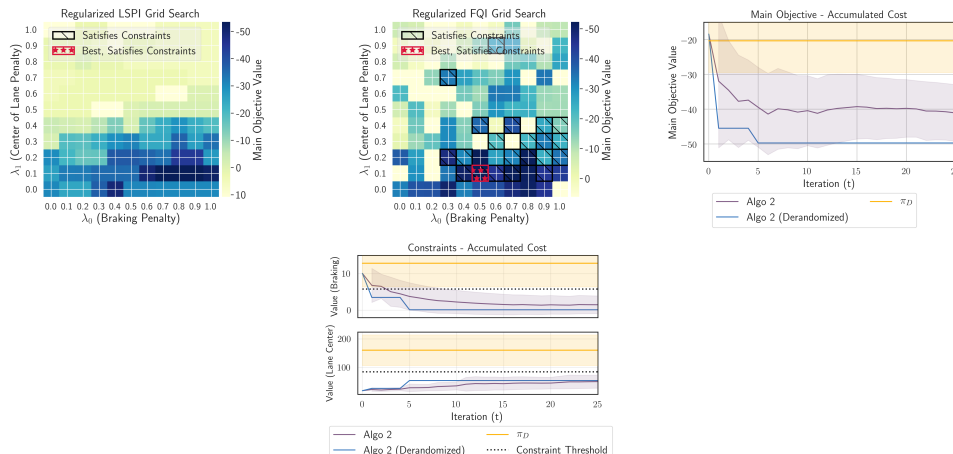 Regularized LSPI Grid Search
Satisfies Constraints
Best, Satisfies Constraints
λ1 (Center of Lane Penalty)
1.0
0.9
0.8
0.7
0.6
0.5
0.4
0.3
0.2
0.1
0.0
0.0 0.1 0.2 0.3 0.4 0.5 0.6 0.7 0.8 0.9 1.0
λ0 (Braking Penalty)
-50
-40
-30
-20
-10
0
10
Main Objective Value
Regularized FQI Grid Search
Satisfies Constraints
Best, Satisfies Constraints
λ1 (Center of Lane Penalty)
1.0
0.9
0.8
0.7
0.6
0.5
0.4
0.3
0.2
0.1
0.0
0.0 0.1 0.2 0.3 0.4 0.5 0.6 0.7 0.8 0.9 1.0
λ0 (Braking Penalty)
-50
-40
-30
-20
-10
0
Main Objective Value
Main Objective - Accumulated Cost
Main Objective Value
−20
−30
−40
−50
0 5 10 15 20 25
Iteration (t)
Algo 2
Algo 2 (Derandomized)
πD
Constraints - Accumulated Cost
Value (Braking)
10
0
Value (Lane Center)
200
100
0 5 10 15 20 25
Iteration (t)
Algo 2
Algo 2 (Derandomized)
πD
Constraint Threshold